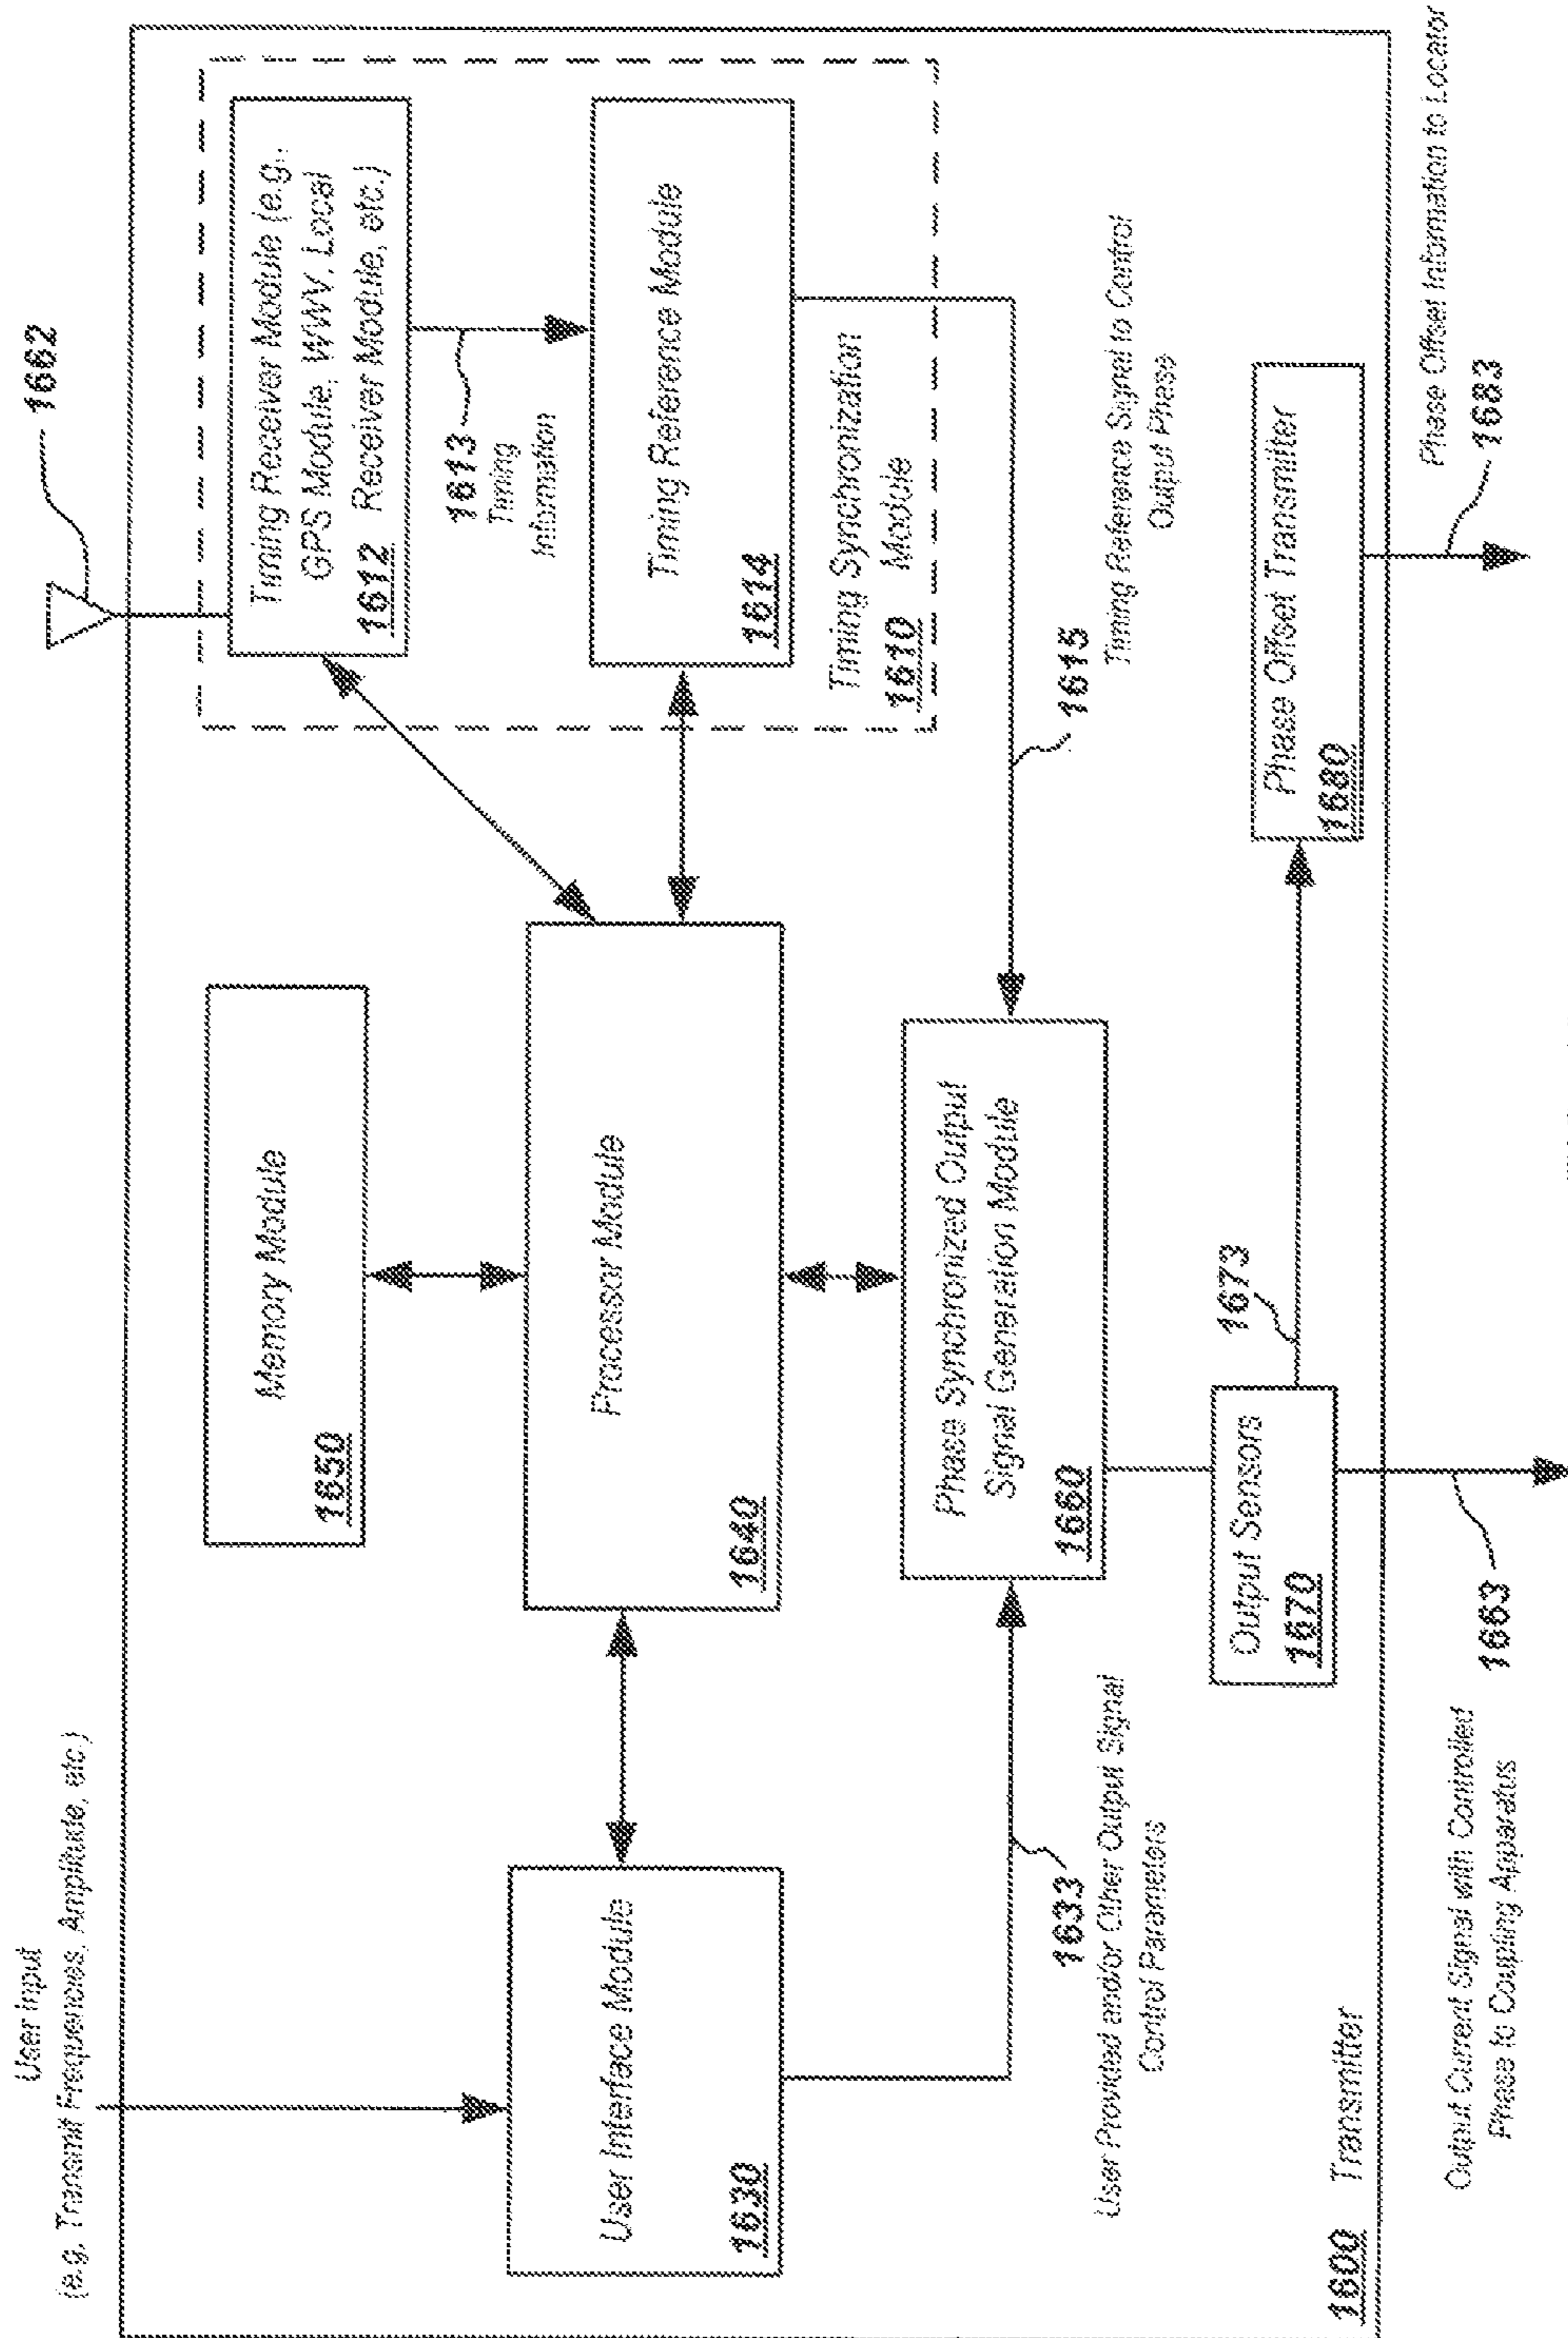 User Input
(e.g. Transmit Frequencies, Amplitude, etc.)
1662
Timing Receiver Module (e.g.,
GPS Module, WWV, Local
1612 Receiver Module, etc.)
1613
Timing
Information
Timing Reference Module
1614
Timing Synchronization
1610 Module
Memory Module
1650
Processor Module
1640
User Interface Module
1630
1615
Timing Reference Signal to Control
Output Phase
Phase Synchronized Output
Signal Generation Module
1660
1633
User Provided and/or Other Output Signal
Control Parameters
Output Sensors
1670
1673
Phase Offset Transmitter
1680
1600 Transmitter
Output Current Signal with Controlled
Phase to Coupling Apparatus
1663
Phase Offset Information to Locator
1683